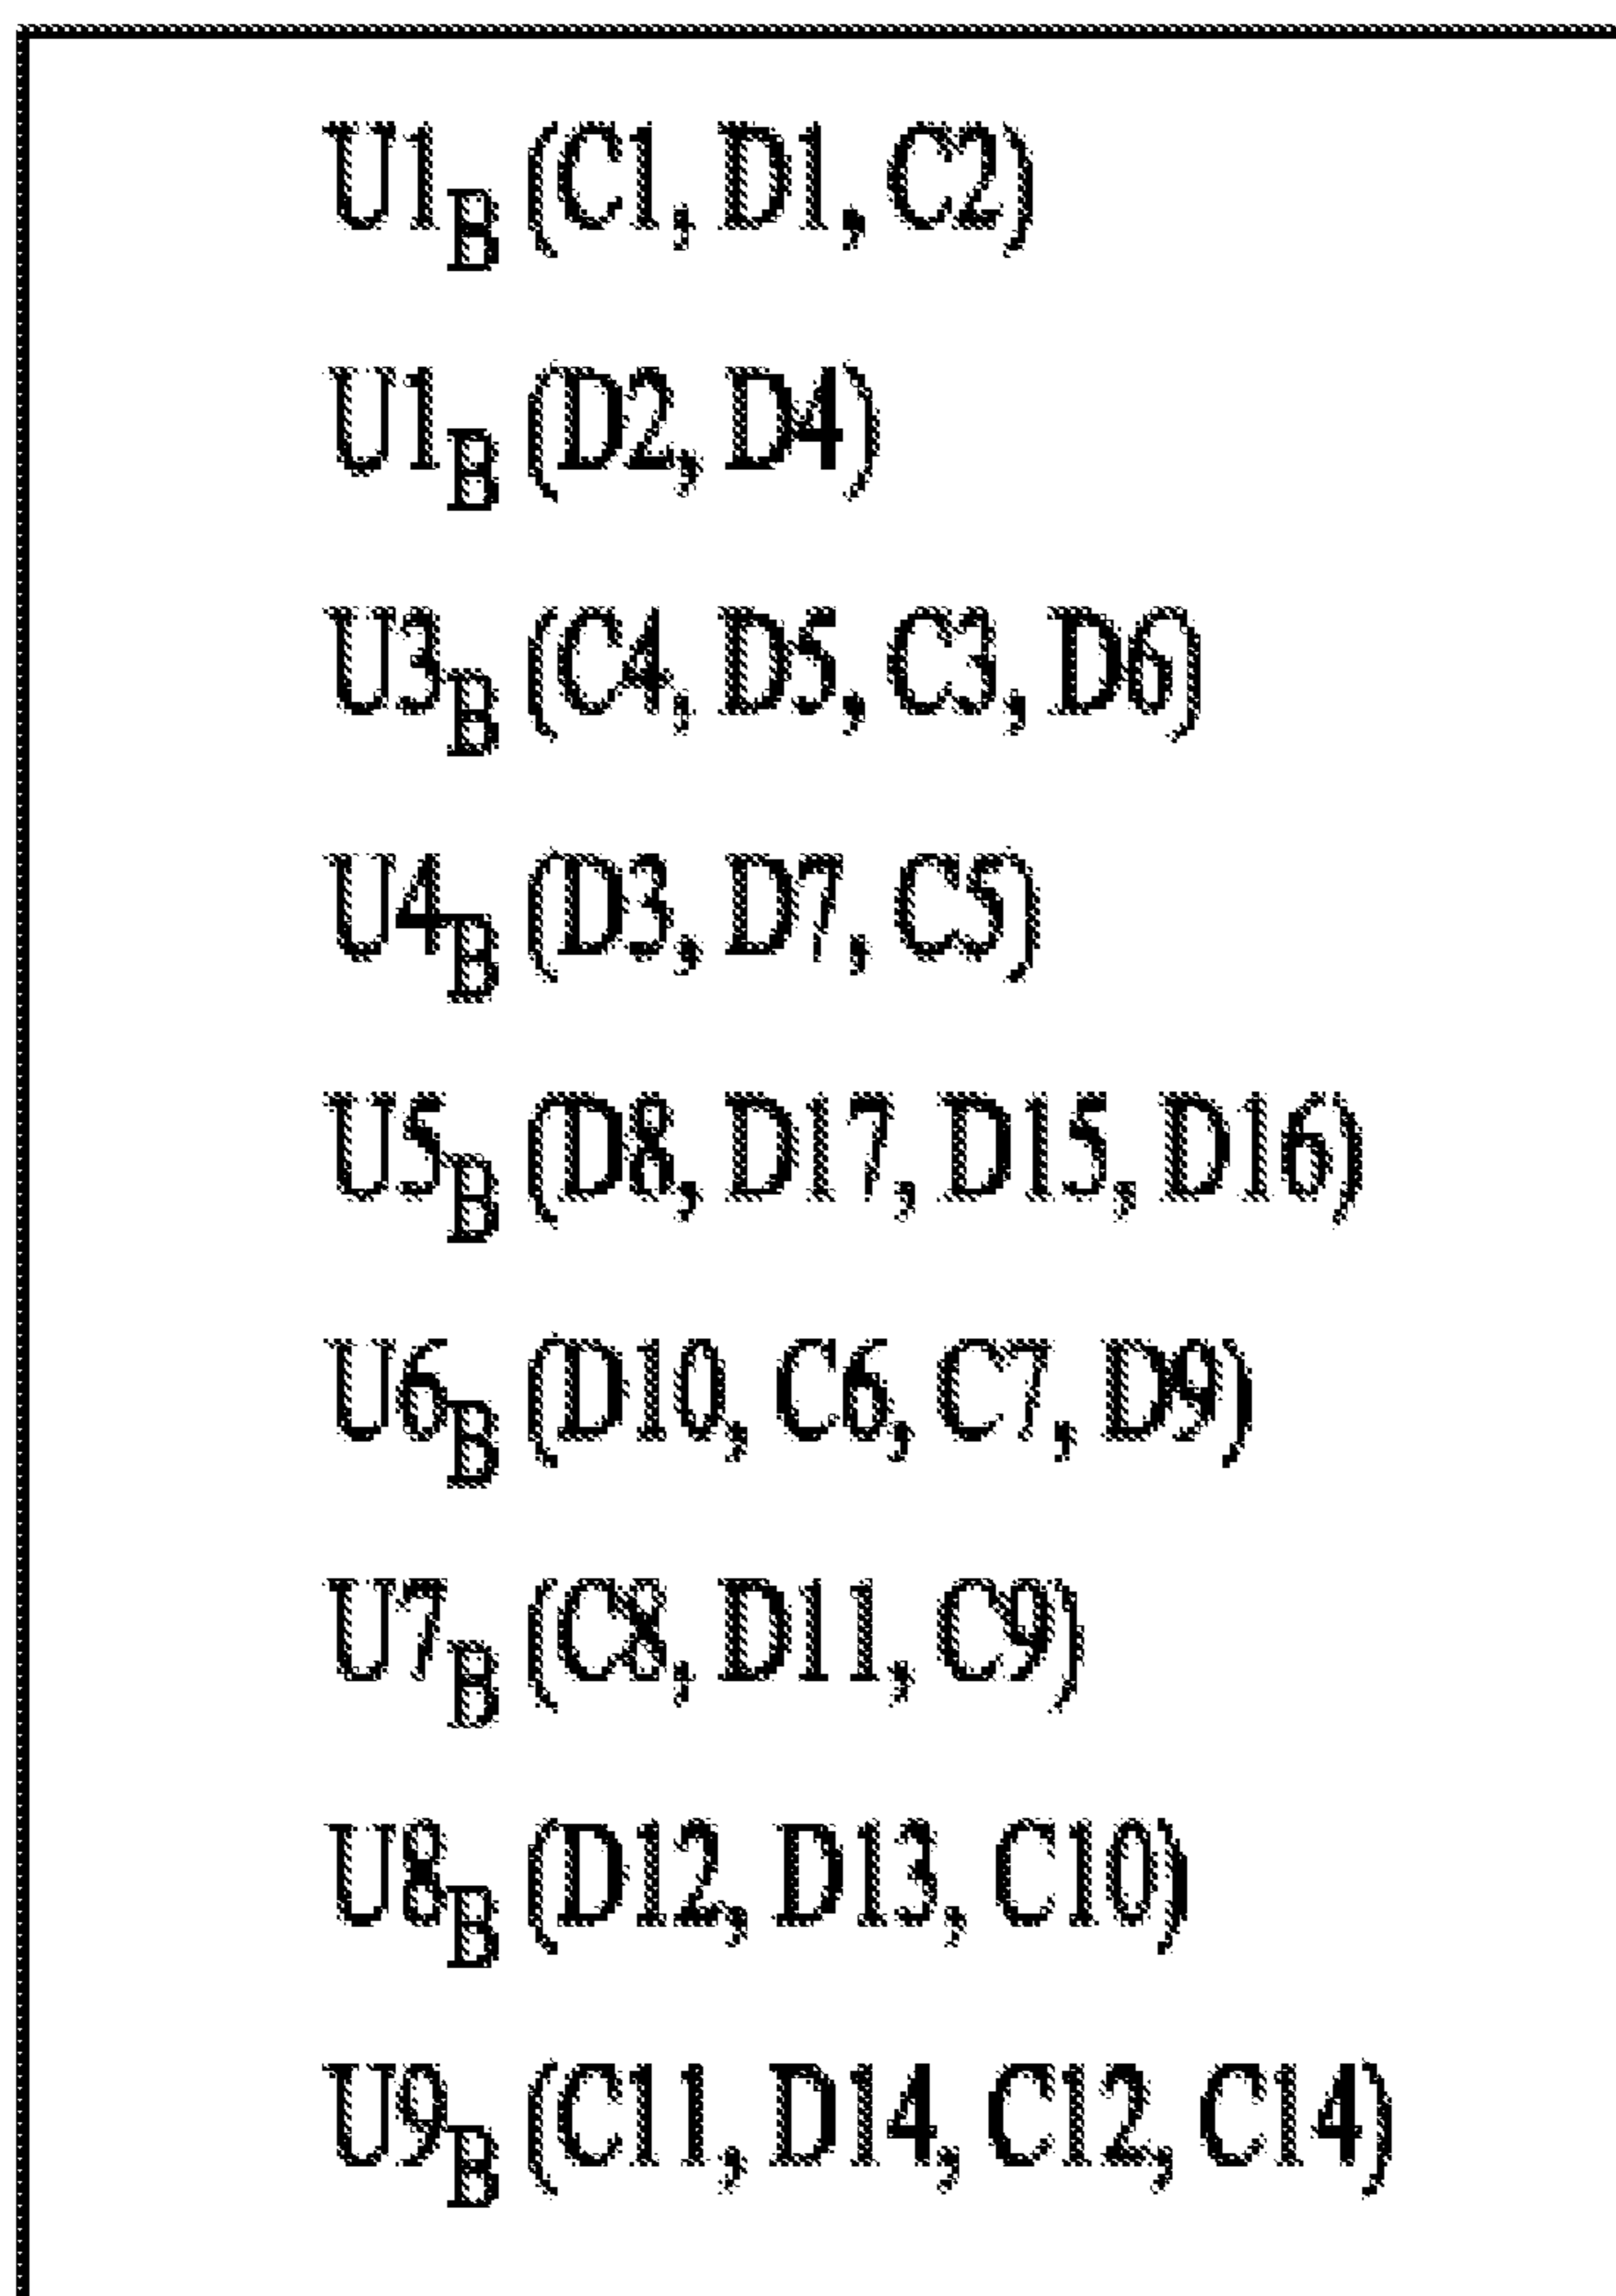 U1B (C1, D1, C2)
U1B (D2, D4)
U3B (C4, D5, C3, D6)
U4B (D3, D7, C5)
U5B (D8, D17, D15, D16)
U6B (D10, C6, C7, D9)
U7B (C8, D11, C9)
U8B (D12, D13, C10)
U9B (C11, D14, C12, C14)